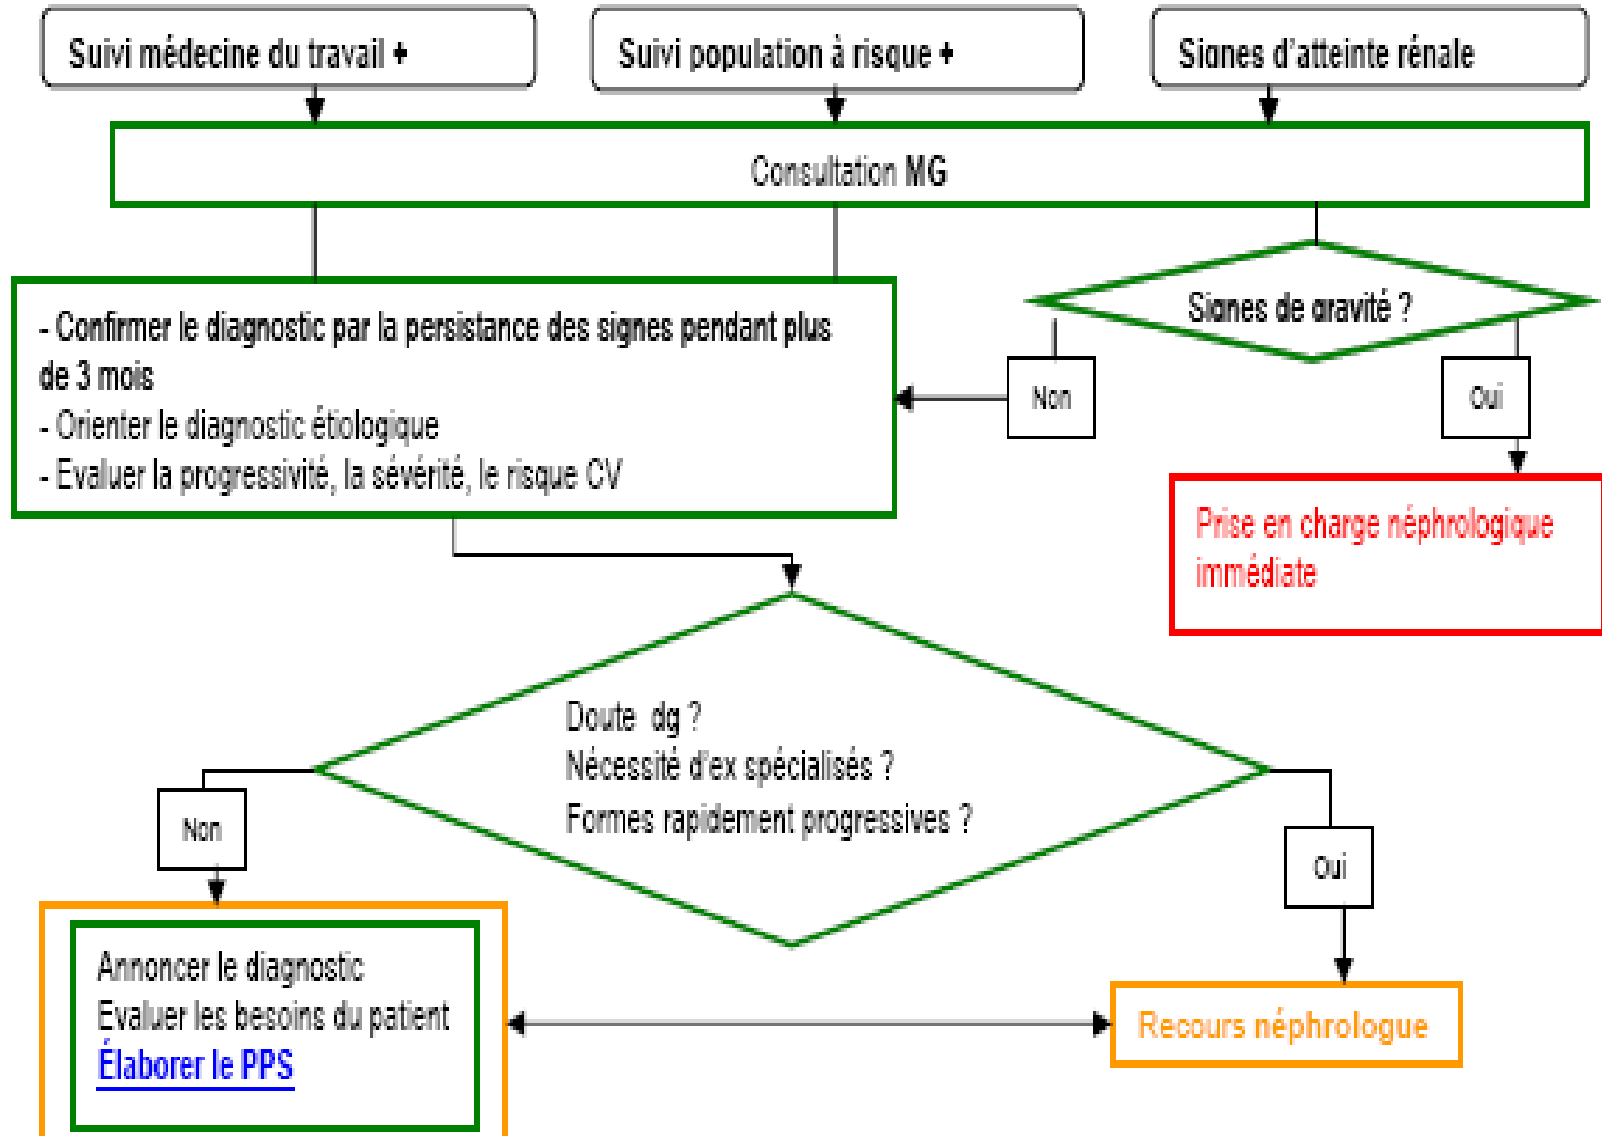 Suivi médecine du travail +
Suivi population à risque +
Signes d'atteinte rénale
Consultation MG
- Confirmer le diagnostic par la persistance des signes pendant plus
de 3 mois
- Orienter le diagnostic étiologique
- Evaluer la progressivité, la sévérité, le risque CV
Signes de gravité ?
Non
Oui
Prise en charge néphrologique
immédiate
Doute dg ?
Nécessité d'ex spécialisés ?
Formes rapidement progressives ?
Non
Oui
Annoncer le diagnostic
Evaluer les besoins du patient
Élaborer le PPS
Recours néphrologue